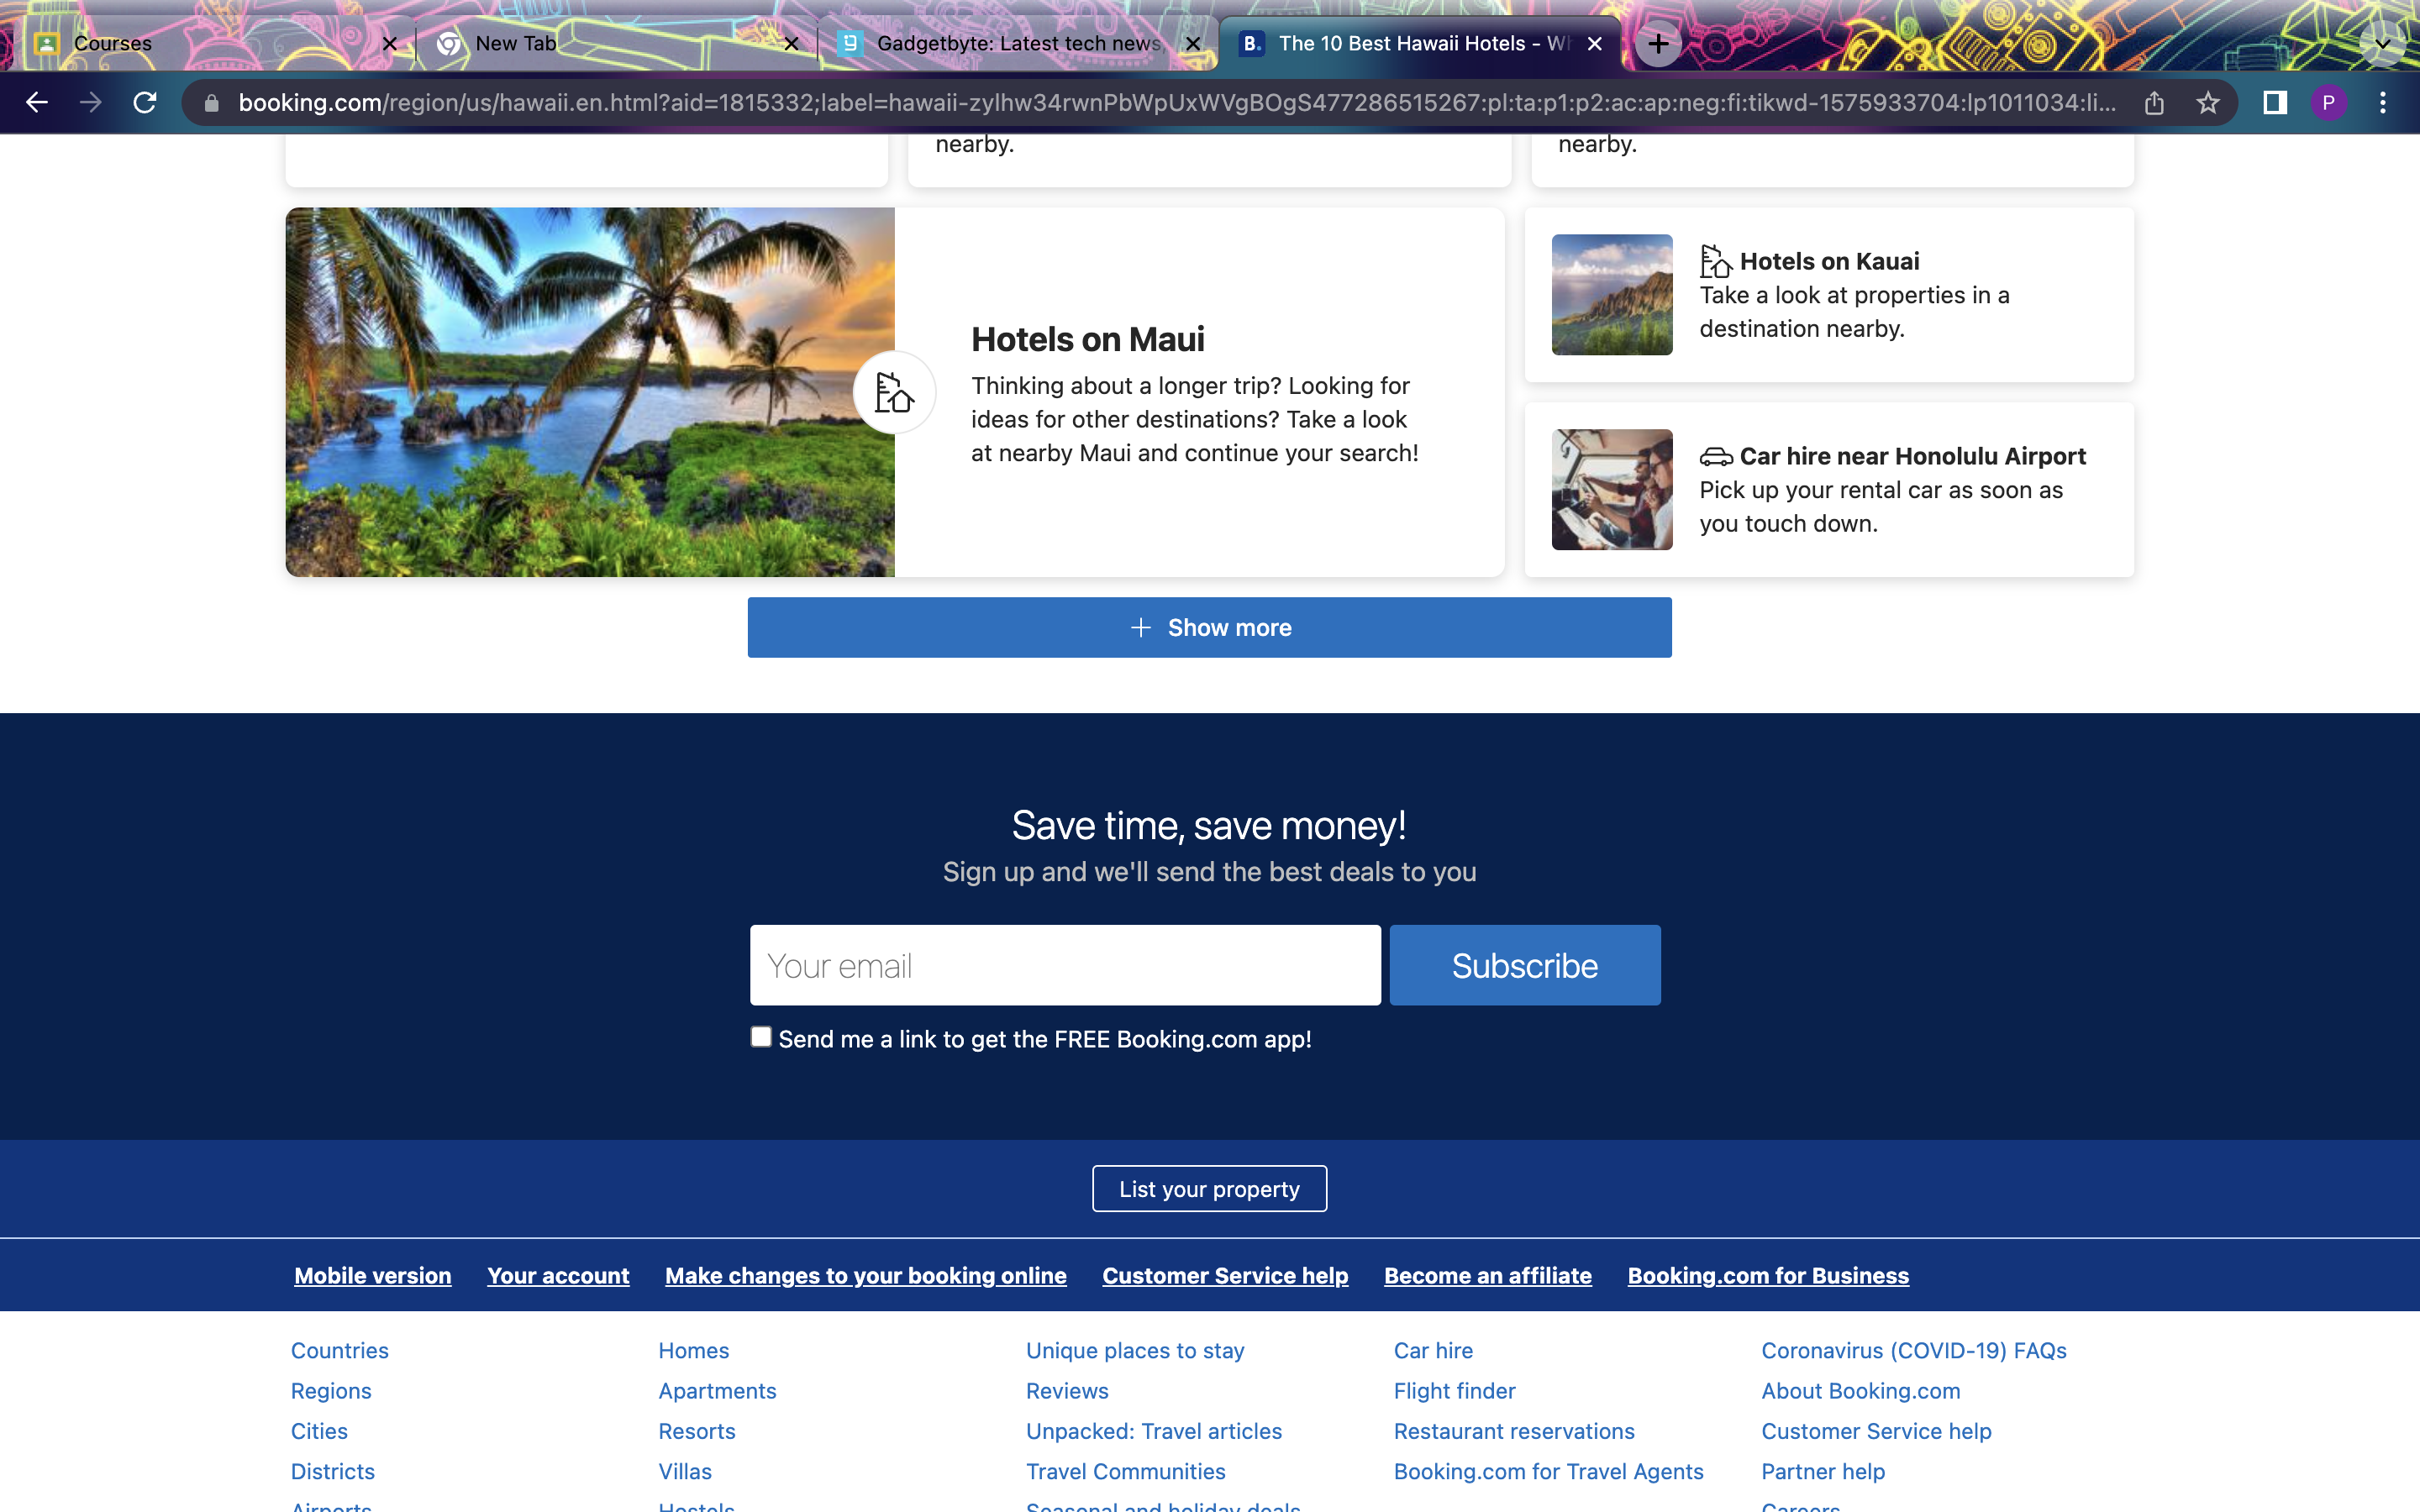 Courses
New Tab
Gadgetbyte: Latest tech news,
B. The 10 Best Hawaii Hotels - Wh
booking.com/region/us/hawaii.en.html?aid=1815332;label=hawaii-zylhw34rwnPbWpUxWVgBOgS477286515267:pl:ta:p1:p2:ac:ap:neg:fi:tikwd-1575933704:lp1011034:li...
P
nearby.
nearby.
Hotels on Maui
Thinking about a longer trip? Looking for
ideas for other destinations? Take a look
at nearby Maui and continue your search!
Hotels on Kauai
Take a look at properties in a
destination nearby.
Car hire near Honolulu Airport
Pick up your rental car as soon as
you touch down.
Show more
Save time, save money!
Sign up and we'll send the best deals to you
Your email
Subscribe
Send me a link to get the FREE Booking.com app!
List your property
Mobile version Your account Make changes to your booking online Customer Service help Become an affiliate Booking.com for Business
Countries
Regions
Cities
Districts
Airports
Homes
Apartments
Resorts
Villas
Hostels
Unique places to stay
Reviews
Unpacked: Travel articles
Travel Communities
Seasonal and holiday deals
Car hire
Flight finder
Restaurant reservations
Booking.com for Travel Agents
Coronavirus (COVID-19) FAQs
About Booking.com
Customer Service help
Partner help
Careers